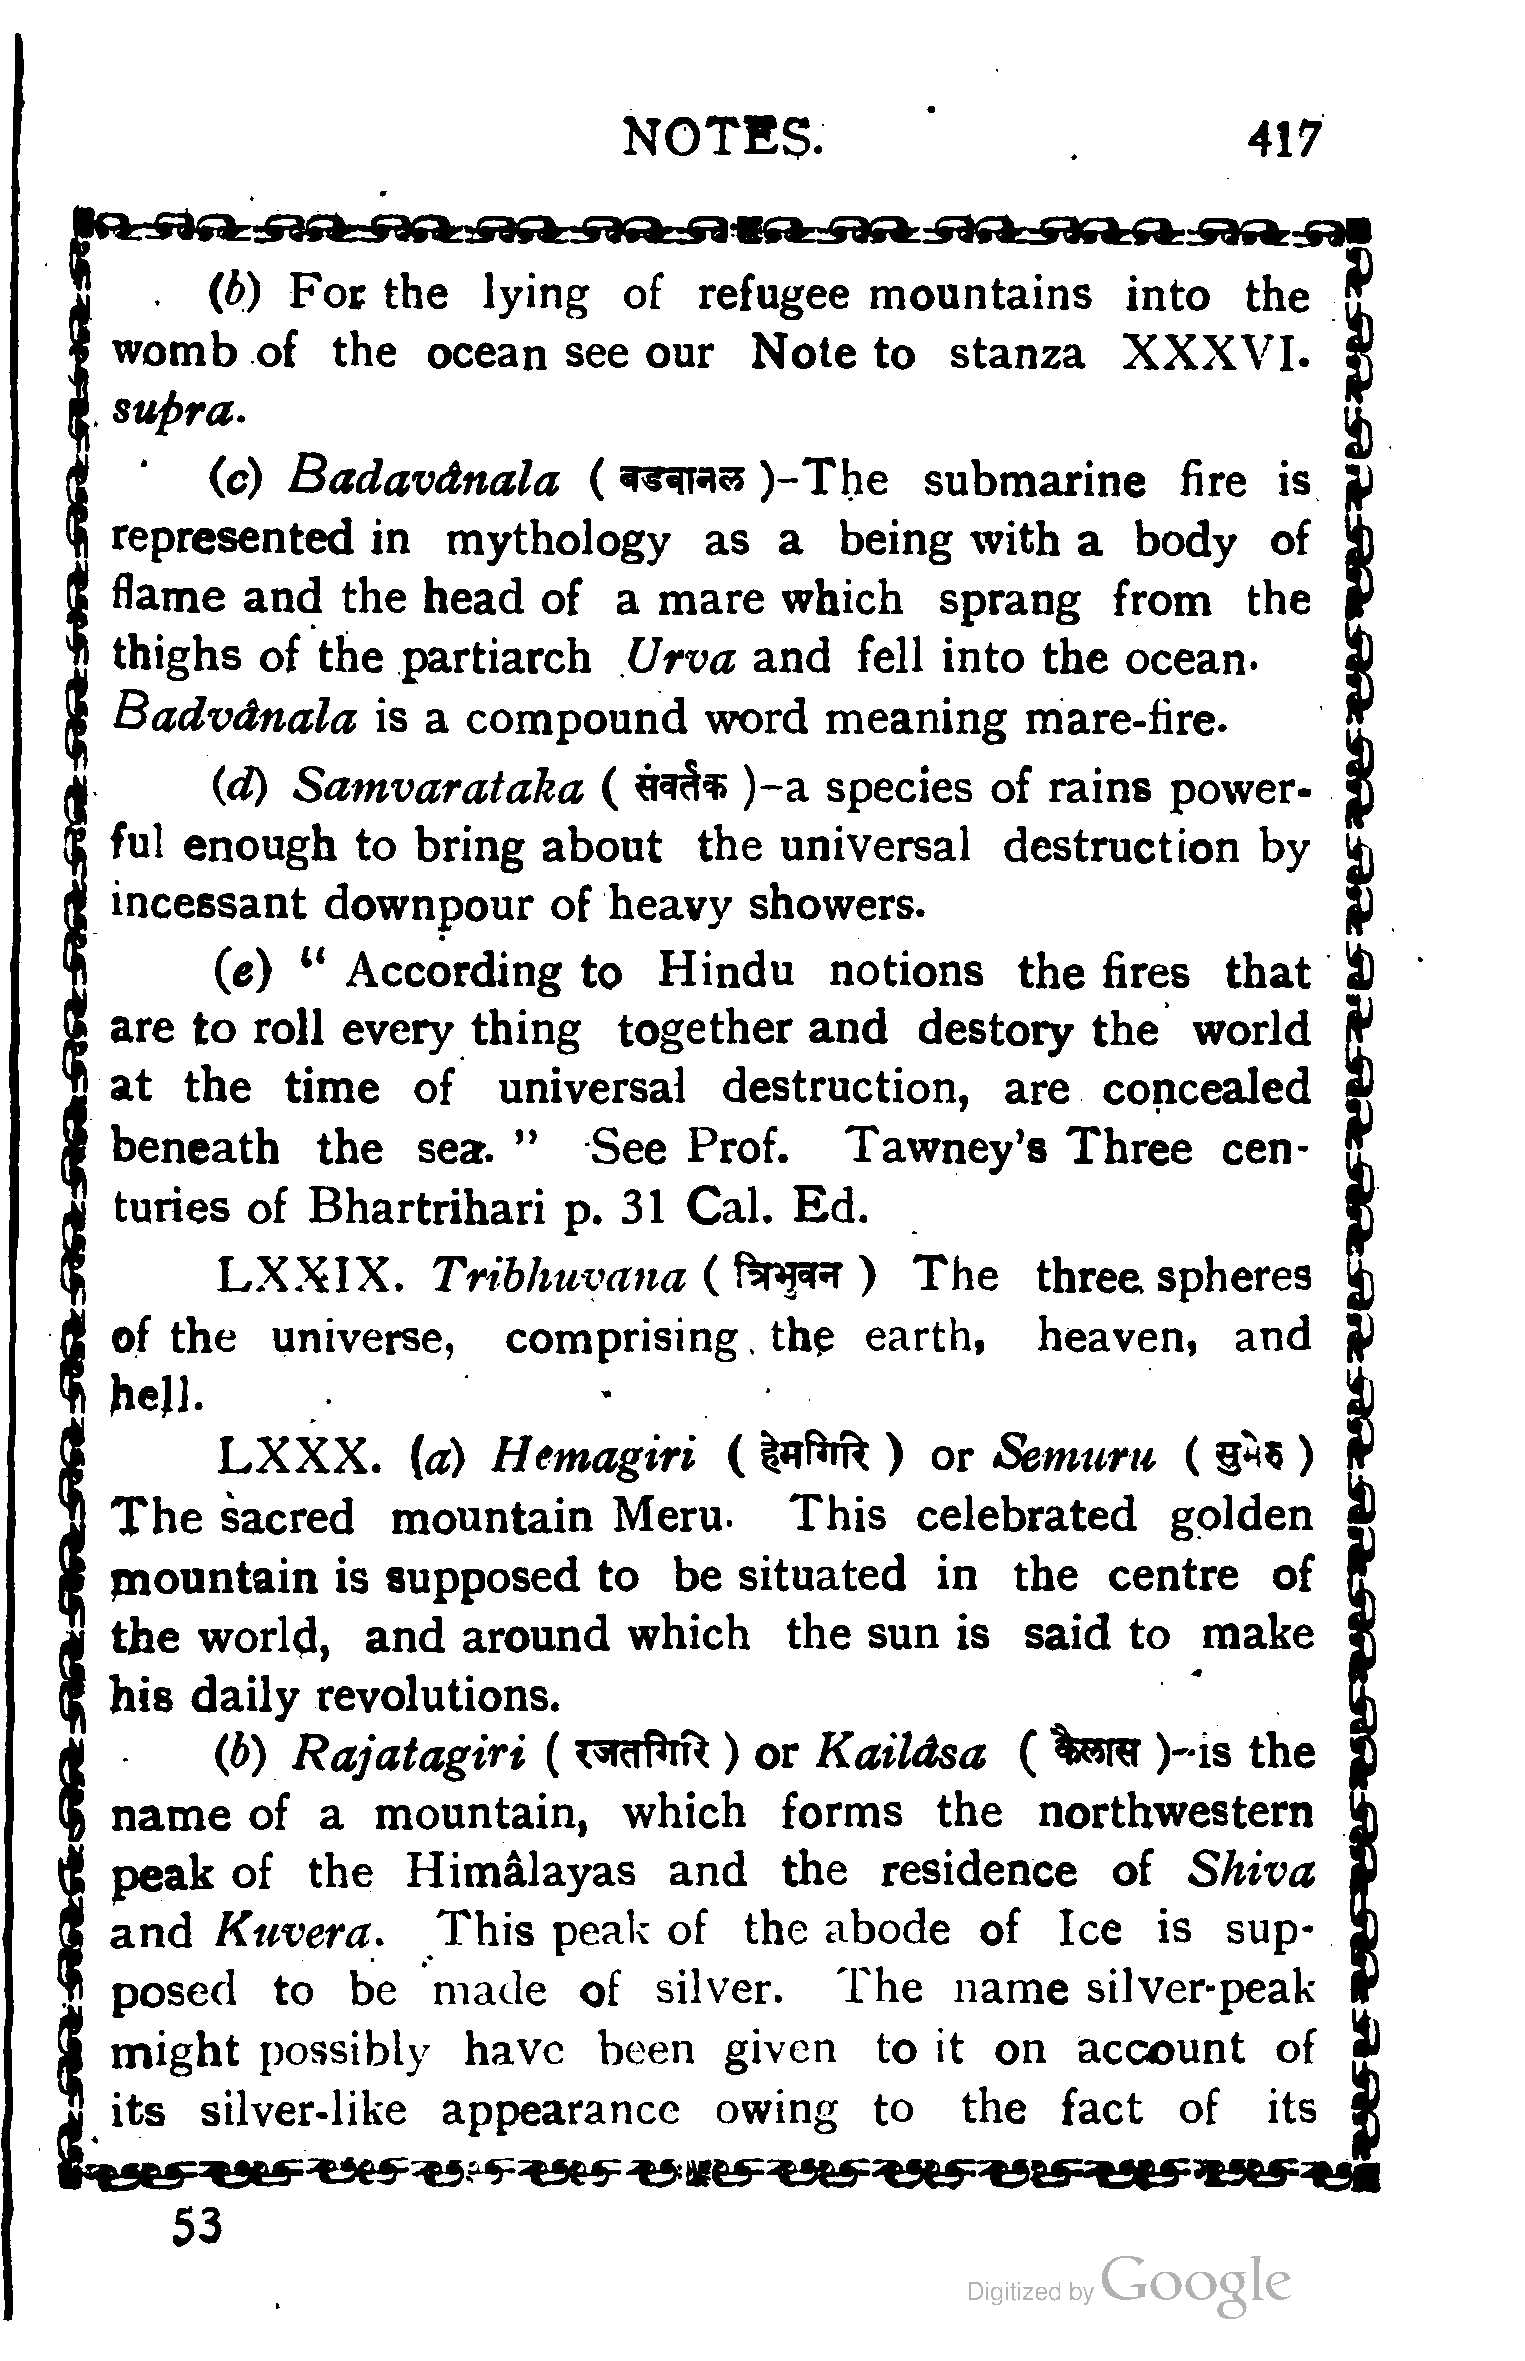 NOTES. 417
(b) For the lying of refugee mountains into the
womb of the ocean see our Note to stanza XXXVI.
supra.
(c) Badavânala ( बडवानल )-The submarine fire is
represented in mythology as a being with a body of
flame and the head of a mare which sprang from the
thighs of the partiarch Urva and fell into the ocean.
Badvânala is a compound word meaning mare-fire.
(d) Samvarataka ( संवर्तक )-a species of rains power-
ful enough to bring about the universal destruction by
incessant downpour of heavy showers.
(e) " According to Hindu notions the fires that
are to roll every thing together and destory the world
at the time of universal destruction, are concealed
beneath the sea. " See Prof. Tawney's Three cen-
turies of Bhartrihari p. 31 Cal. Ed.
LXXIX. Tribhuvana ( त्रिभुवन ) The three spheres
of the universe, comprising the earth, heaven, and
hell.
LXXX. (a) Hemagiri ( हेमगिरि ) or Semuru ( सुमेरु )
The sacred mountain Meru. This celebrated golden
mountain is supposed to be situated in the centre of
the world, and around which the sun is said to make
his daily revolutions.
(b) Rajatagiri ( रजतगिरि ) or Kailâsa ( कैलास )--is the
name of a mountain, which forms the northwestern
peak of the Himâlayas and the residence of Shiva
and Kuvera. This peak of the abode of Ice is sup-
posed to be made of silver. The name silver-peak
might possibly have been given to it on account of
its silver-like appearance owing to the fact of its
53
Digitized by Google